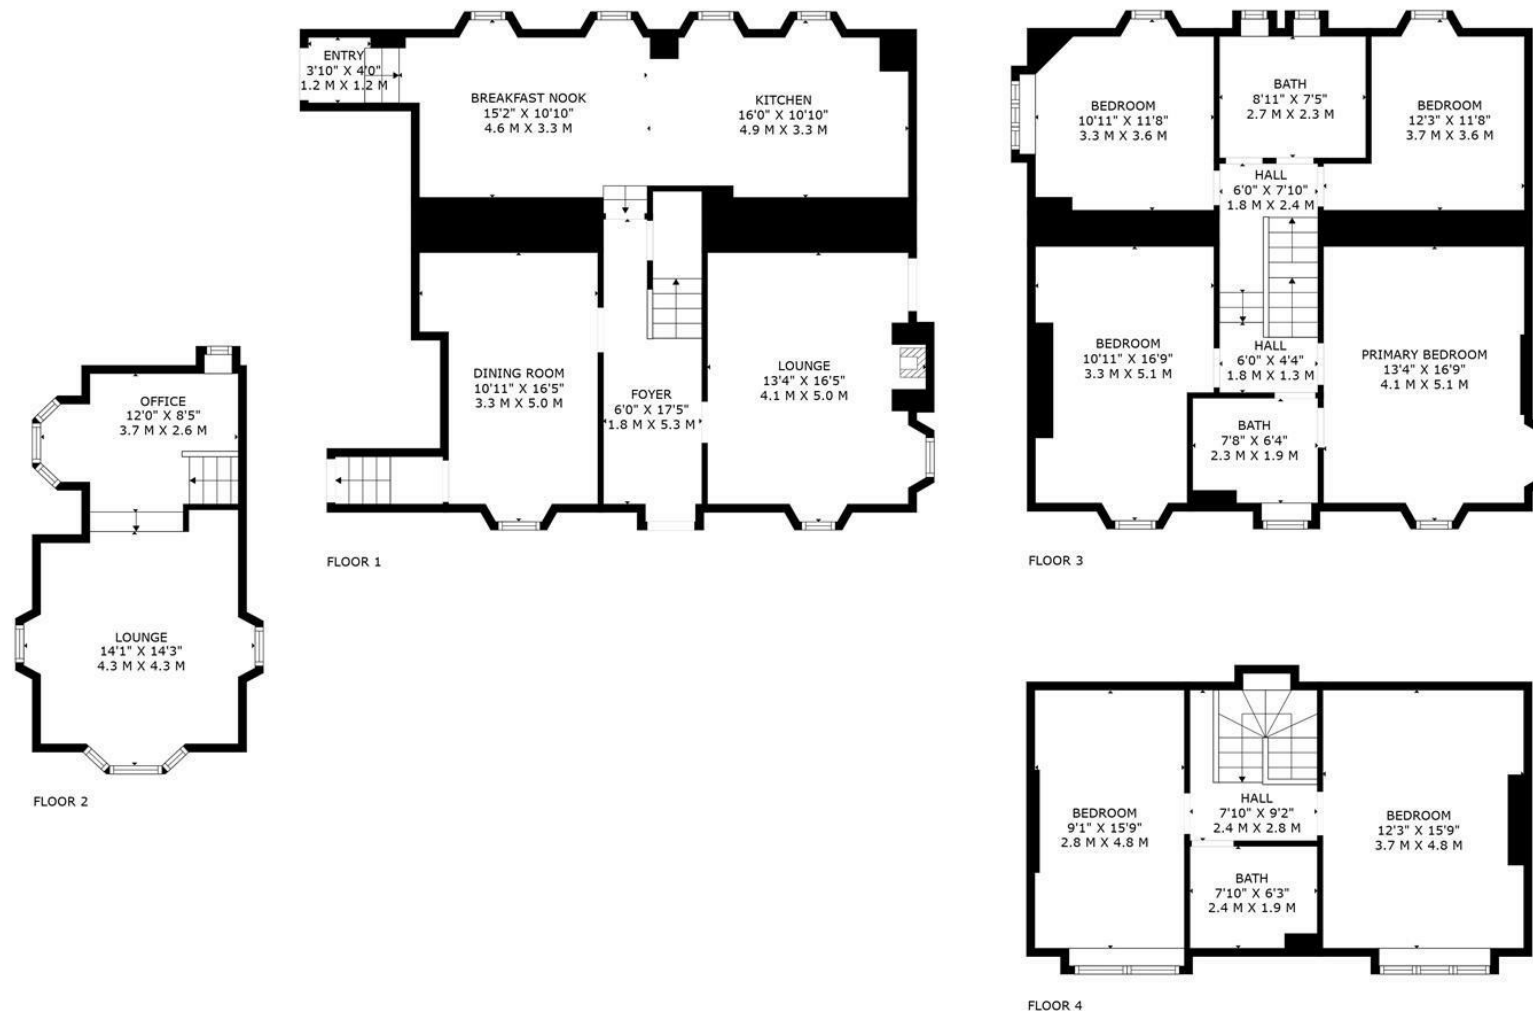 ENTRY
3'10" X 4'0"
1.2 M X 1.2 M
BREAKFAST NOOK
15'2" X 10'10"
4.6 M X 3.3 M
KITCHEN
16'0" X 10'10"
4.9 M X 3.3 M
DINING ROOM
10'11" X 16'5"
3.3 M X 5.0 M
FOYER
6'0" X 17'5"
1.8 M X 5.3 M
LOUNGE
13'4" X 16'5"
4.1 M X 5.0 M
FLOOR 1
OFFICE
12'0" X 8'5"
3.7 M X 2.6 M
LOUNGE
14'1" X 14'3"
4.3 M X 4.3 M
FLOOR 2
BEDROOM
10'11" X 11'8"
3.3 M X 3.6 M
BATH
8'11" X 7'5"
2.7 M X 2.3 M
BEDROOM
12'3" X 11'8"
3.7 M X 3.6 M
HALL
6'0" X 7'10"
1.8 M X 2.4 M
BEDROOM
10'11" X 16'9"
3.3 M X 5.1 M
HALL
6'0" X 4'4"
1.8 M X 1.3 M
PRIMARY BEDROOM
13'4" X 16'9"
4.1 M X 5.1 M
BATH
7'8" X 6'4"
2.3 M X 1.9 M
FLOOR 3
BEDROOM
9'1" X 15'9"
2.8 M X 4.8 M
HALL
7'10" X 9'2"
2.4 M X 2.8 M
BEDROOM
12'3" X 15'9"
3.7 M X 4.8 M
BATH
7'10" X 6'3"
2.4 M X 1.9 M
FLOOR 4